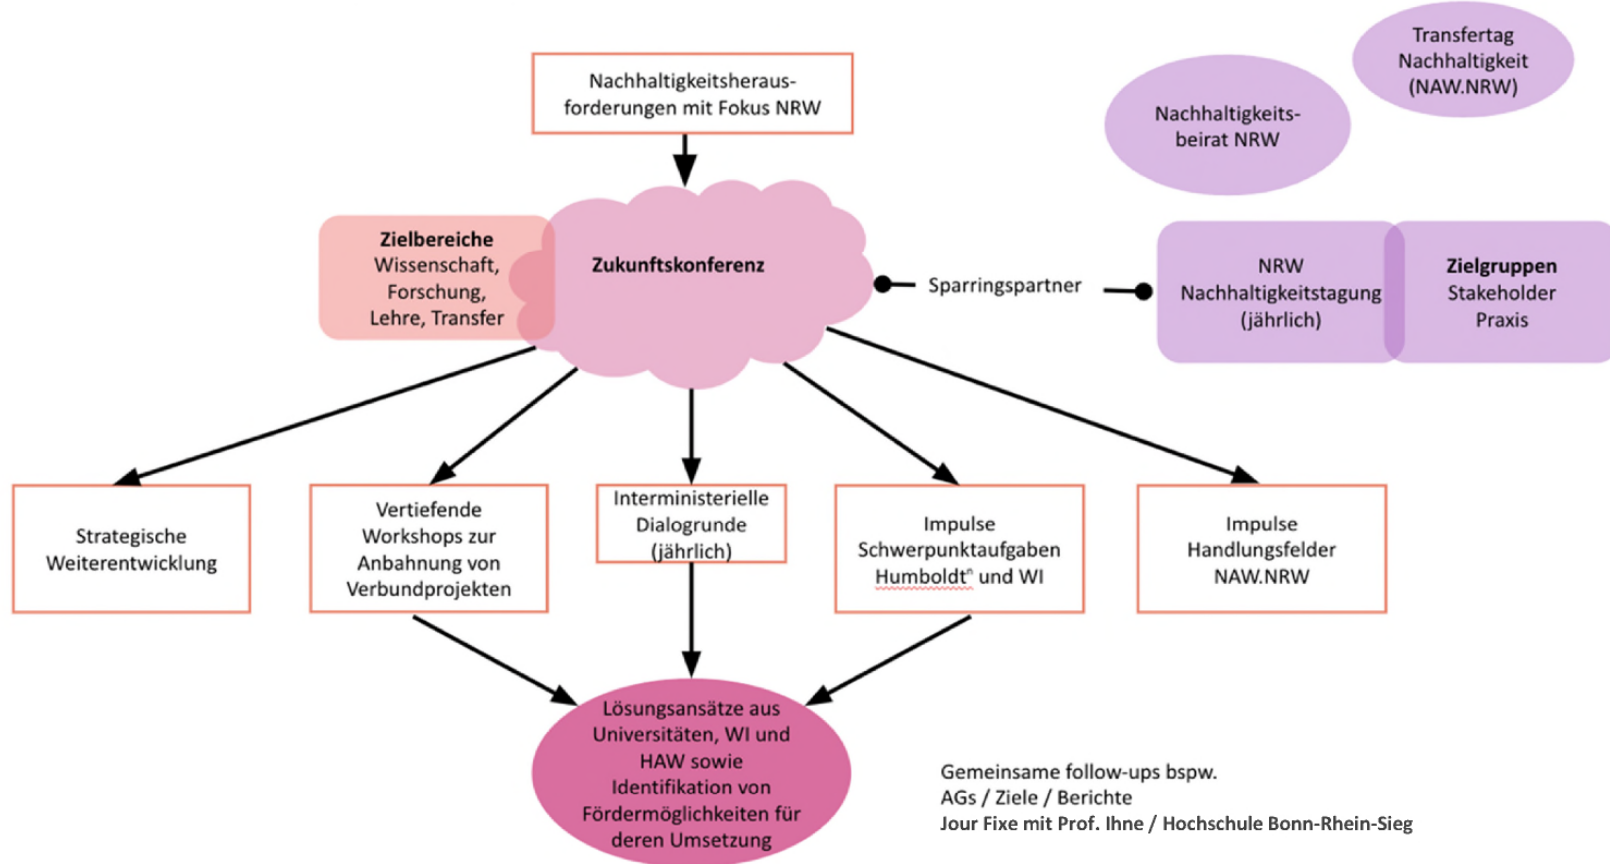 Nachhaltigkeitsheraus-
forderungen mit Fokus NRW
Transfertag
Nachhaltigkeit
(NAW.NRW)
Nachhaltigkeits-
beirat NRW
Zielbereiche
Wissenschaft,
Forschung,
Lehre, Transfer
Zukunftskonferenz
Sparringspartner
NRW
Nachhaltigkeitstagung
(jährlich)
Zielgruppen
Stakeholder
Praxis
Strategische
Weiterentwicklung
Vertiefende
Workshops zur
Anbahnung von
Verbundprojekten
Interministerielle
Dialogrunde
(jährlich)
Impulse
Schwerpunktaufgaben
Humboldtⁿ und WI
Impulse
Handlungsfelder
NAW.NRW
Lösungsansätze aus
Universitäten, WI und
HAW sowie
Identifikation von
Fördermöglichkeiten für
deren Umsetzung
Gemeinsame follow-ups bspw.
AGs / Ziele / Berichte
Jour Fixe mit Prof. Ihne / Hochschule Bonn-Rhein-Sieg